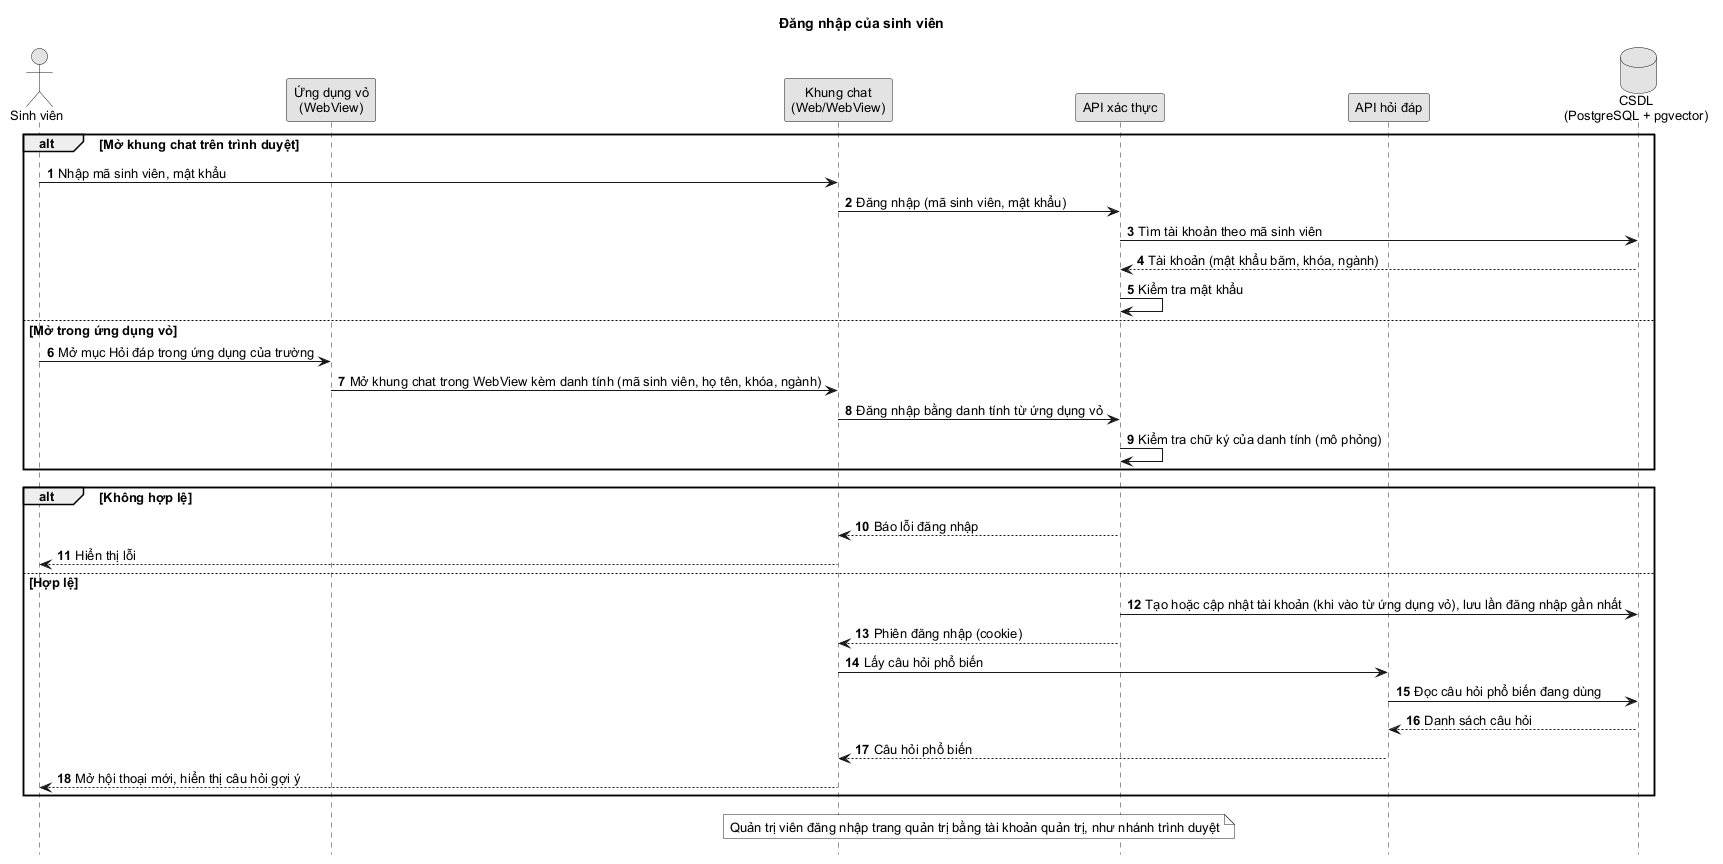 Đăng nhập của sinh viên
Sinh viên
Ứng dụng vỏ
(WebView)
Khung chat
(Web/WebView)
API xác thực
API hỏi đáp
CSDL
(PostgreSQL + pgvector)
alt [Mở khung chat trên trình duyệt]
1 Nhập mã sinh viên, mật khẩu
2 Đăng nhập (mã sinh viên, mật khẩu)
3 Tìm tài khoản theo mã sinh viên
4 Tài khoản (mật khẩu băm, khóa, ngành)
5 Kiểm tra mật khẩu
[Mở trong ứng dụng vỏ]
6 Mở mục Hỏi đáp trong ứng dụng của trường
7 Mở khung chat trong WebView kèm danh tính (mã sinh viên, họ tên, khóa, ngành)
8 Đăng nhập bằng danh tính từ ứng dụng vỏ
9 Kiểm tra chữ ký của danh tính (mô phỏng)
alt [Không hợp lệ]
10 Báo lỗi đăng nhập
11 Hiển thị lỗi
[Hợp lệ]
12 Tạo hoặc cập nhật tài khoản (khi vào từ ứng dụng vỏ), lưu lần đăng nhập gần nhất
13 Phiên đăng nhập (cookie)
14 Lấy câu hỏi phổ biến
15 Đọc câu hỏi phổ biến đang dùng
16 Danh sách câu hỏi
17 Câu hỏi phổ biến
18 Mở hội thoại mới, hiển thị câu hỏi gợi ý
Quản trị viên đăng nhập trang quản trị bằng tài khoản quản trị, như nhánh trình duyệt